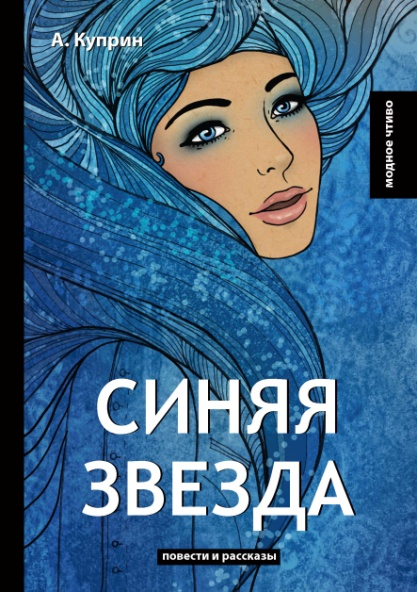 А. Куприн
модное чтиво
СИНЯЯ
ЗВЕЗДА
повести и рассказы